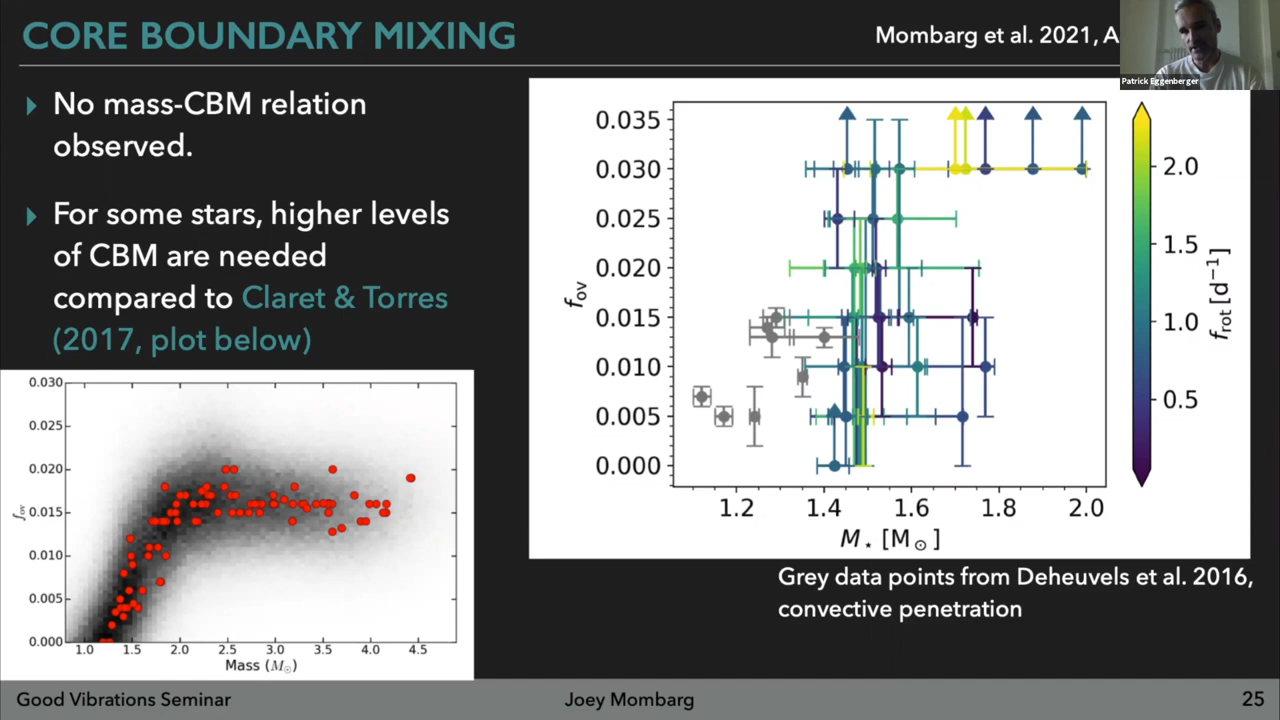 CORE BOUNDARY MIXING
Mombarg et al. 2021, A
Patrick Eggenberger
No mass-CBM relation
observed.
For some stars, higher levels
of CBM are needed
compared to Claret & Torres
(2017, plot below)
0.035
0.030
0.025
0.020
0.015
0.010
0.005
0.000
f_ov
1.2 1.4 1.6 1.8 2.0
M⋆ [M⊙]
2.0
1.5
1.0
0.5
f_rot [d⁻¹]
Grey data points from Deheuvels et al. 2016,
convective penetration
0.030
0.025
0.020
0.015
0.010
0.005
0.000
f_ov
1.0 1.5 2.0 2.5 3.0 3.5 4.0 4.5
Mass (M⊙)
Good Vibrations Seminar
Joey Mombarg
25